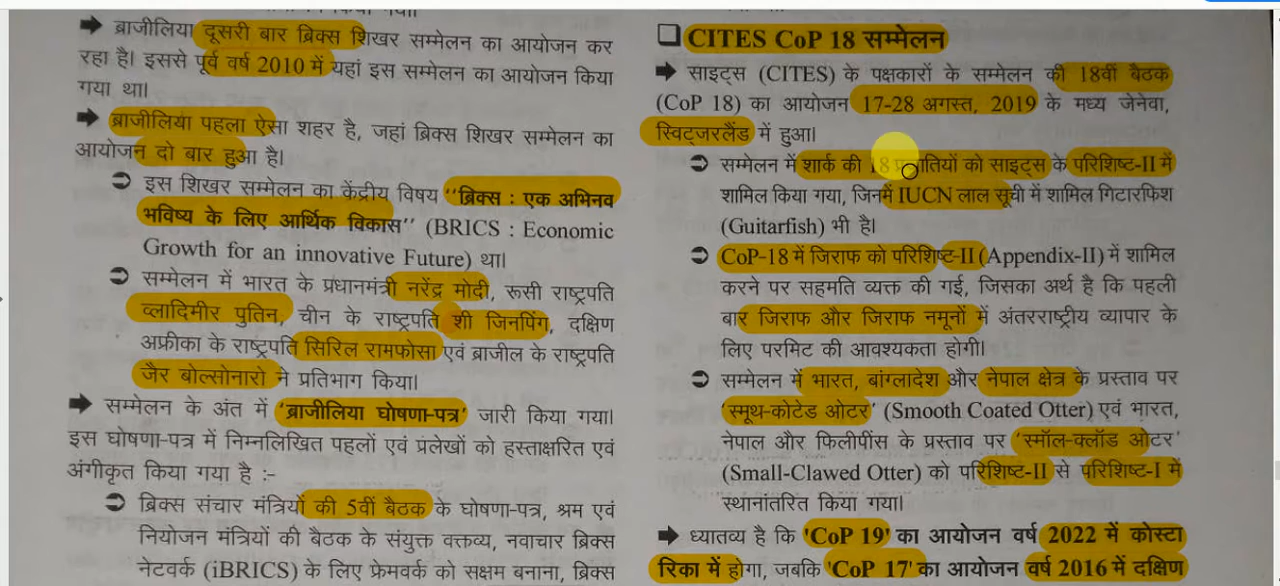 ➡ ब्राजीलिया दूसरी बार ब्रिक्स शिखर सम्मेलन का आयोजन कर
रहा है। इससे पूर्व वर्ष 2010 में यहां इस सम्मेलन का आयोजन किया
गया था।
➡ ब्राजीलिया पहला ऐसा शहर है, जहां ब्रिक्स शिखर सम्मेलन का
आयोजन दो बार हुआ है।
➲ इस शिखर सम्मेलन का केंद्रीय विषय ''ब्रिक्स : एक अभिनव
भविष्य के लिए आर्थिक विकास'' (BRICS : Economic
Growth for an innovative Future) था।
➲ सम्मेलन में भारत के प्रधानमंत्री नरेंद्र मोदी, रूसी राष्ट्रपति
व्लादिमीर पुतिन, चीन के राष्ट्रपति शी जिनपिंग, दक्षिण
अफ्रीका के राष्ट्रपति सिरिल रामफोसा एवं ब्राजील के राष्ट्रपति
जैर बोल्सोनारो ने प्रतिभाग किया।
➡ सम्मेलन के अंत में 'ब्राजीलिया घोषणा-पत्र' जारी किया गया।
इस घोषणा-पत्र में निम्नलिखित पहलों एवं प्रलेखों को हस्ताक्षरित एवं
अंगीकृत किया गया है :-
➲ ब्रिक्स संचार मंत्रियों की 5वीं बैठक के घोषणा-पत्र, श्रम एवं
नियोजन मंत्रियों की बैठक के संयुक्त वक्तव्य, नवाचार ब्रिक्स
नेटवर्क (iBRICS) के लिए फ्रेमवर्क को सक्षम बनाना, ब्रिक्स
❑ CITES CoP 18 सम्मेलन
➡ साइट्स (CITES) के पक्षकारों के सम्मेलन की 18वीं बैठक
(CoP 18) का आयोजन 17-28 अगस्त, 2019 के मध्य जेनेवा,
स्विट्जरलैंड में हुआ।
➲ सम्मेलन में शार्क की 18 प्रजातियों को साइट्स के परिशिष्ट-II में
शामिल किया गया, जिनमें IUCN लाल सूची में शामिल गिटारफिश
(Guitarfish) भी है।
➲ CoP-18 में जिराफ को परिशिष्ट-II (Appendix-II) में शामिल
करने पर सहमति व्यक्त की गई, जिसका अर्थ है कि पहली
बार जिराफ और जिराफ नमूनों में अंतरराष्ट्रीय व्यापार के
लिए परमिट की आवश्यकता होगी।
➲ सम्मेलन में भारत, बांग्लादेश और नेपाल क्षेत्र के प्रस्ताव पर
'स्मूथ-कोटेड ओटर' (Smooth Coated Otter) एवं भारत,
नेपाल और फिलीपींस के प्रस्ताव पर 'स्मॉल-क्लॉड ओटर'
(Small-Clawed Otter) को परिशिष्ट-II से परिशिष्ट-I में
स्थानांतरित किया गया।
➡ ध्यातव्य है कि 'CoP 19' का आयोजन वर्ष 2022 में कोस्टा
रिका में होगा, जबकि 'CoP 17' का आयोजन वर्ष 2016 में दक्षिण